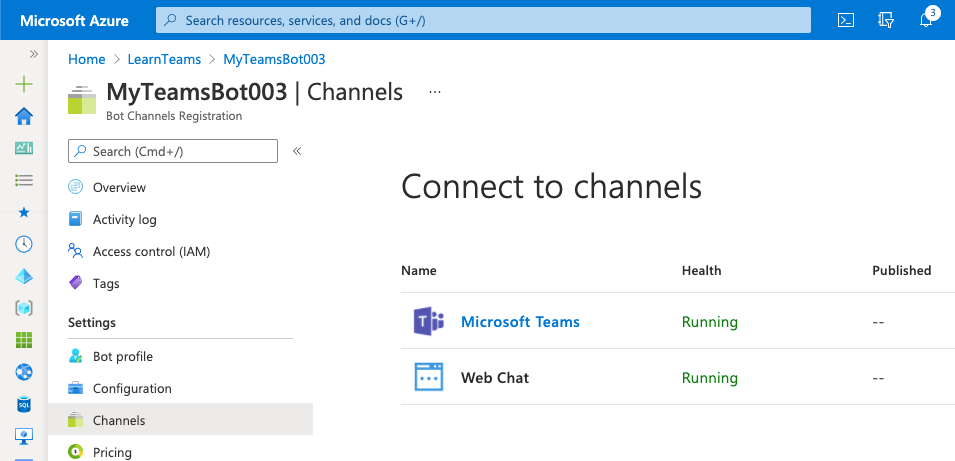 Microsoft Azure
Search resources, services, and docs (G+/)
3
Home > LearnTeams > MyTeamsBot003
MyTeamsBot003 | Channels ...
Bot Channels Registration
Search (Cmd+/)
Overview
Activity log
Access control (IAM)
Tags
Settings
Bot profile
Configuration
Channels
Pricing
Connect to channels
Name Health Published
Microsoft Teams Running --
Web Chat Running --